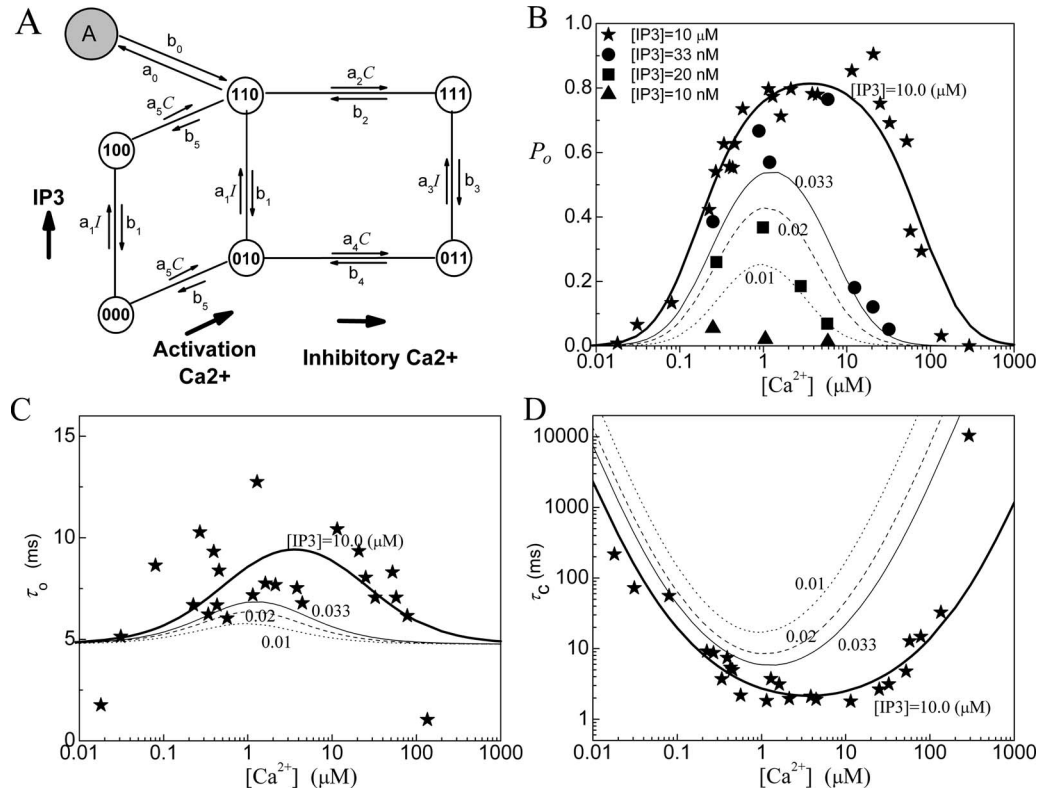 A
A
b₀
a₀
a₂C
110
111
b₂
a₅C
b₅
100
IP3
a₁I
b₁
a₁I
b₁
a₃I
b₃
a₄C
010
011
b₄
a₅C
b₅
000
Activation
Ca2+
Inhibitory Ca2+
B
1.0
0.8
0.6
0.4
0.2
0.0
Pₒ
★ [IP3]=10 μM
● [IP3]=33 nM
■ [IP3]=20 nM
▲ [IP3]=10 nM
[IP3]=10.0 (μM)
0.033
0.02
0.01
0.01 0.1 1 10 100 1000
[Ca²⁺] (μM)
C
15
10
5
0
τₒ (ms)
[IP3]=10.0 (μM)
0.033
0.02
0.01
0.01 0.1 1 10 100 1000
[Ca²⁺] (μM)
D
10000
1000
100
10
1
τ_C (ms)
0.01
0.02
0.033
[IP3]=10.0 (μM)
0.01 0.1 1 10 100 1000
[Ca²⁺] (μM)